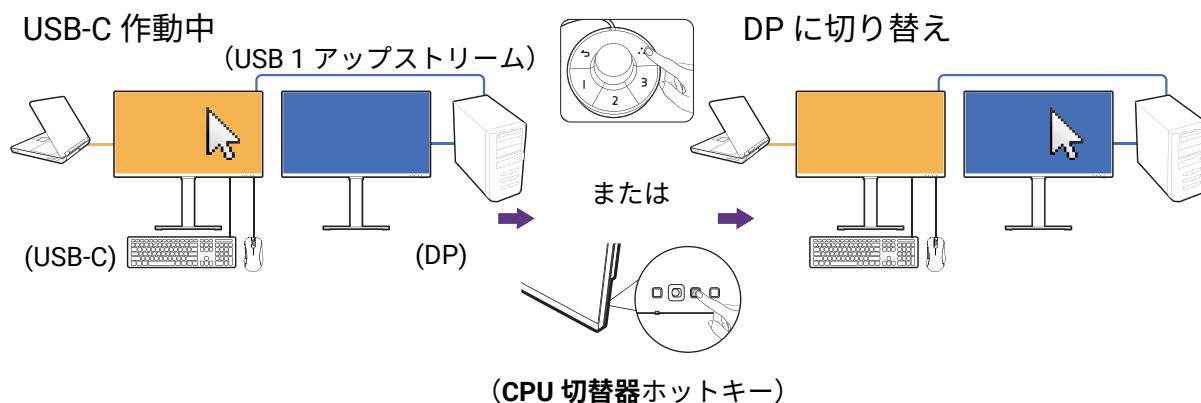 USB-C 作動中
DP に切り替え
（USB 1 アップストリーム）
1
2
3
または
(USB-C)
(DP)
（CPU 切替器ホットキー）